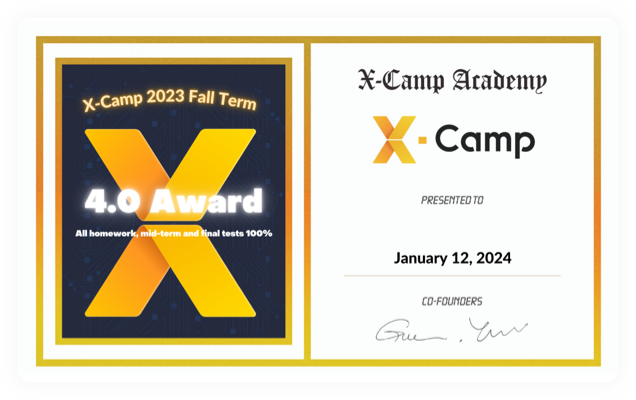 X-Camp 2023 Fall Term
4.0 Award
All homework, mid-term and final tests 100%
X-Camp Academy
X-Camp
PRESENTED TO
January 12, 2024
CO-FOUNDERS